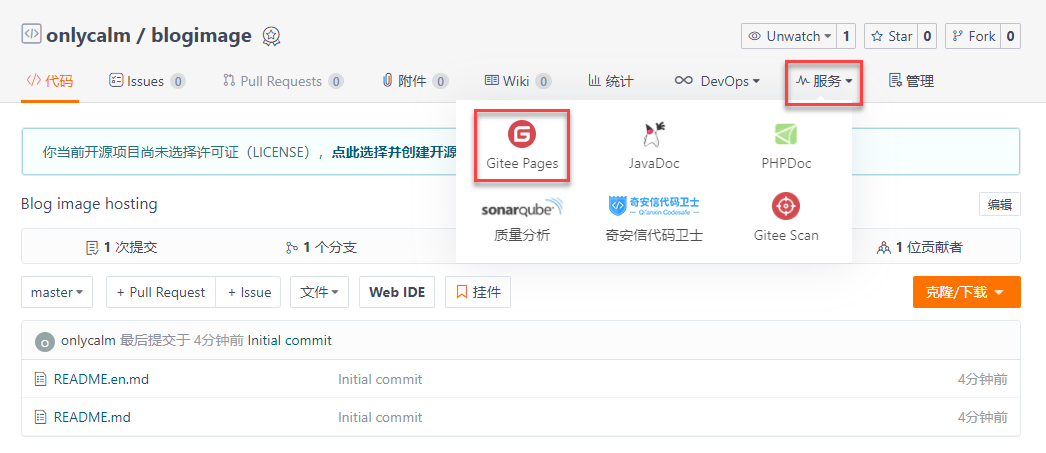 onlycalm / blogimage
Unwatch 1 Star 0 Fork 0
代码 Issues 0 Pull Requests 0 附件 0 Wiki 0 统计 DevOps 服务 管理
你当前开源项目尚未选择许可证（LICENSE），点此选择并创建开源
G
Gitee Pages JavaDoc PHPDoc
sonarqube 奇安信代码卫士
Qi'anxin Codesafe
质量分析 奇安信代码卫士 Gitee Scan
Blog image hosting 编辑
1 次提交 1 个分支 1 位贡献者
master + Pull Request + Issue 文件 Web IDE 挂件 克隆/下载
o onlycalm 最后提交于 4分钟前 Initial commit
README.en.md Initial commit 4分钟前
README.md Initial commit 4分钟前